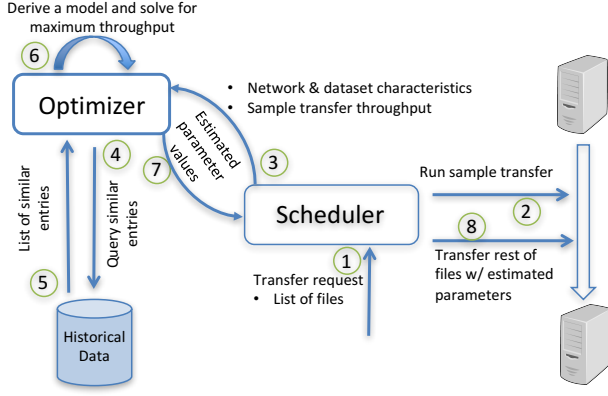 Derive a model and solve for
maximum throughput
6
Optimizer
• Network & dataset characteristics
• Sample transfer throughput
Estimated
parameter
values
3
4
7
List of similar
entries
Query similar
entries
5
Historical
Data
Scheduler
Run sample transfer
2
8
Transfer rest of
files w/ estimated
parameters
1
Transfer request
• List of files